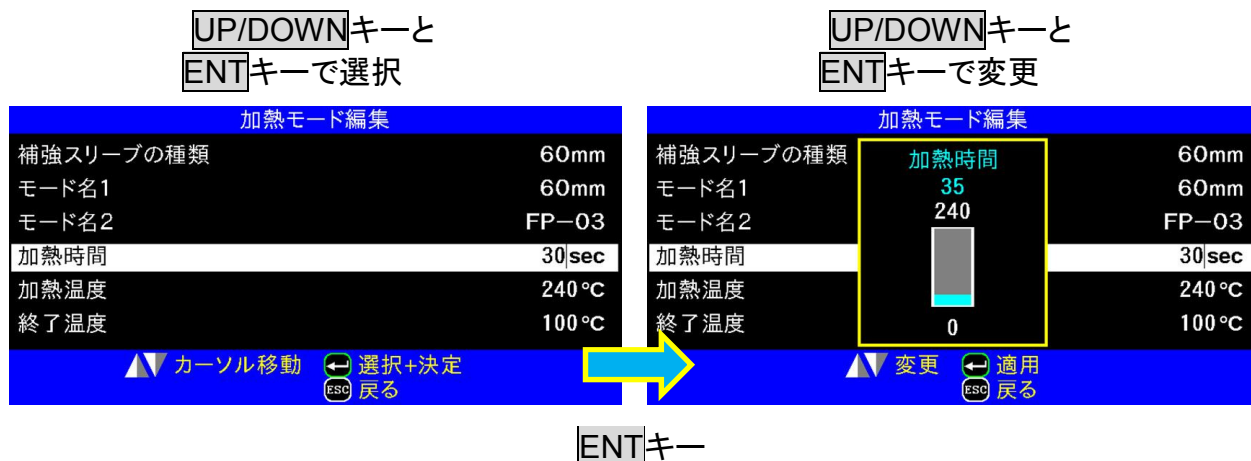 UP/DOWNキーと
ENTキーで選択
加熱モード編集
補強スリーブの種類 60mm
モード名1 60mm
モード名2 FP-03
加熱時間 30sec
加熱温度 240℃
終了温度 100℃
カーソル移動 選択+決定
ESC 戻る
UP/DOWNキーと
ENTキーで変更
加熱モード編集
補強スリーブの種類 60mm
モード名1 60mm
モード名2 FP-03
加熱時間 30sec
加熱温度 240℃
終了温度 100℃
加熱時間
35
240
0
変更 適用
ESC 戻る
ENTキー